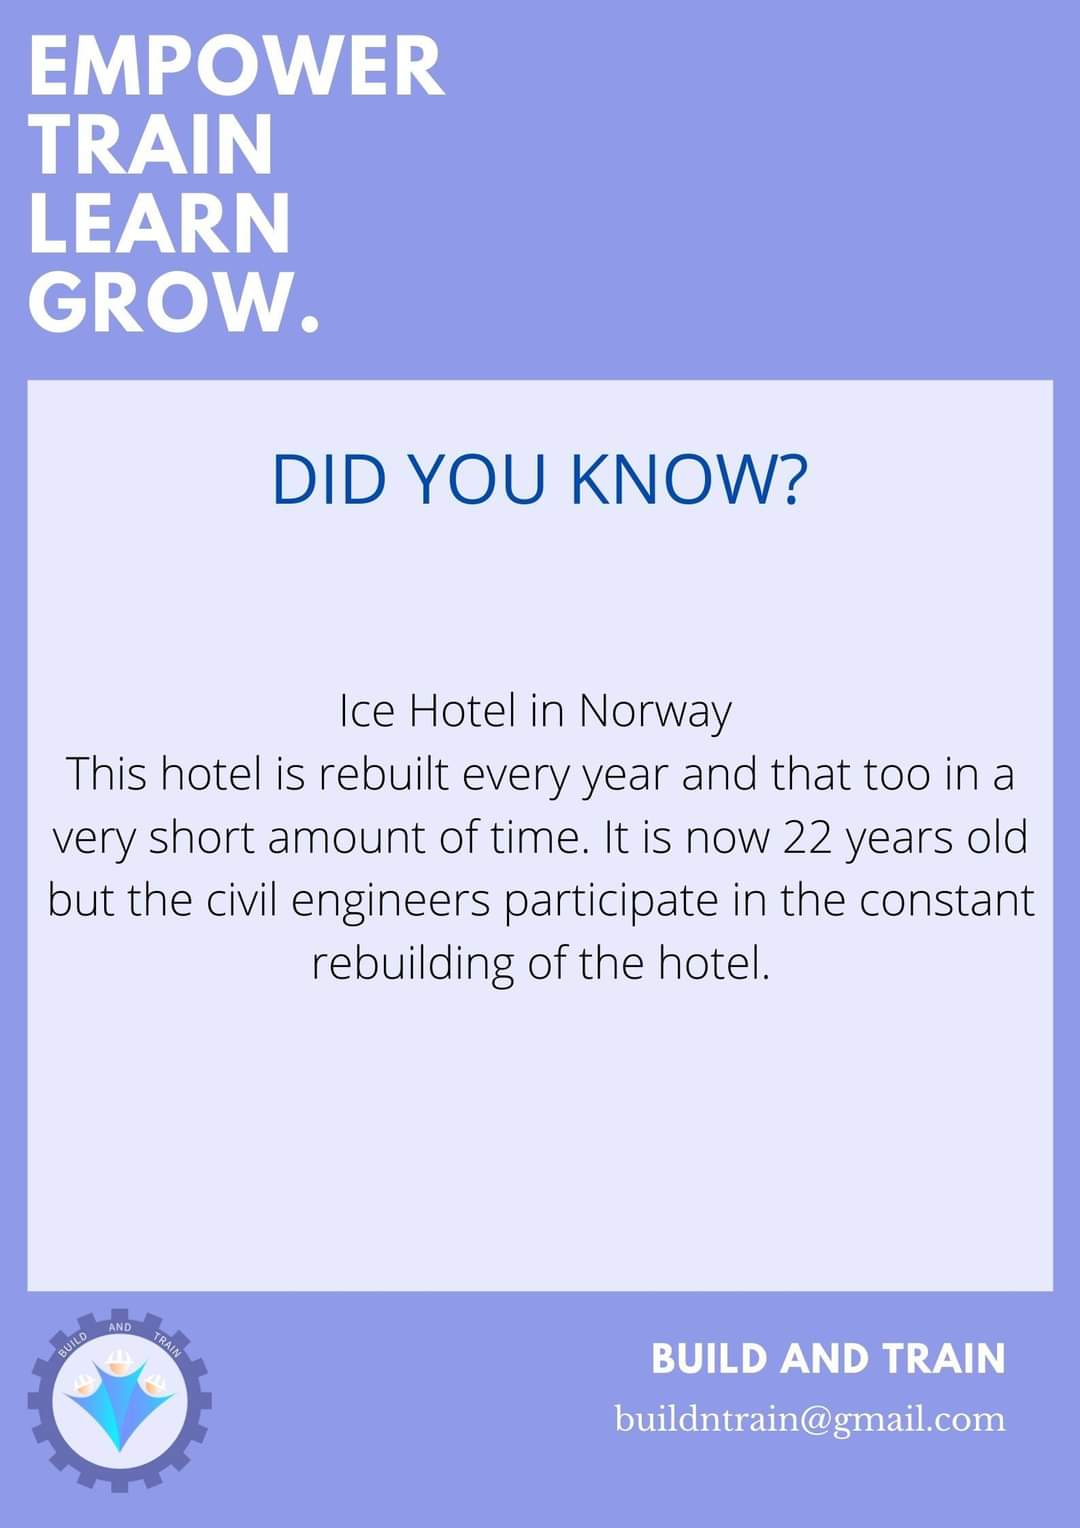 EMPOWER
TRAIN
LEARN
GROW.
DID YOU KNOW?
Ice Hotel in Norway
This hotel is rebuilt every year and that too in a
very short amount of time. It is now 22 years old
but the civil engineers participate in the constant
rebuilding of the hotel.
BUILD AND TRAIN
BUILD AND TRAIN
buildntrain@gmail.com